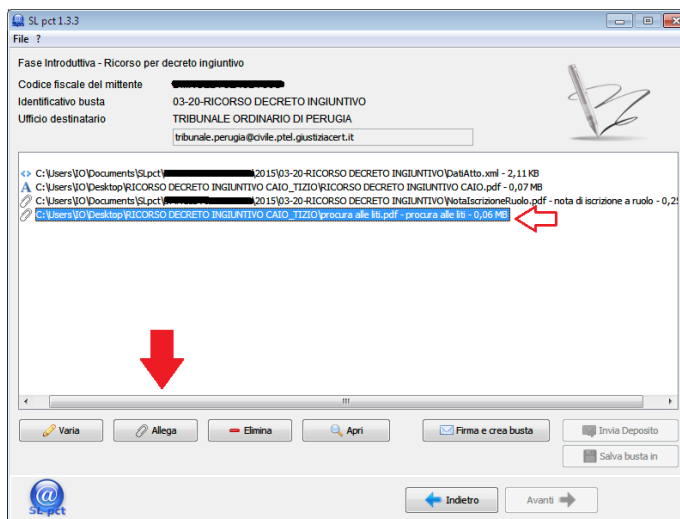 SL pct 1.3.3
File ?
Fase Introduttiva - Ricorso per decreto ingiuntivo
Codice fiscale del mittente
Identificativo busta 03-20-RICORSO DECRETO INGIUNTIVO
Ufficio destinatario TRIBUNALE ORDINARIO DI PERUGIA
tribunale.perugia@civile.ptel.giustiziacert.it
C:\Users\IO\Documents\SLpct\ \2015\03-20-RICORSO DECRETO INGIUNTIVO\DatiAtto.xml - 2,11 KB
C:\Users\IO\Desktop\RICORSO DECRETO INGIUNTIVO CAIO_TIZIO\RICORSO DECRETO INGIUNTIVO CAIO.pdf - 0,07 MB
C:\Users\IO\Documents\SLpct\ \2015\03-20-RICORSO DECRETO INGIUNTIVO\NotaIscrizioneRuolo.pdf - nota di iscrizione a ruolo - 0,25
C:\Users\IO\Desktop\RICORSO DECRETO INGIUNTIVO CAIO_TIZIO\procura alle liti.pdf - procura alle liti - 0,06 MB
Varia Allega Elimina Apri Firma e crea busta Invia Deposito
Salva busta in
SL pct Indietro Avanti